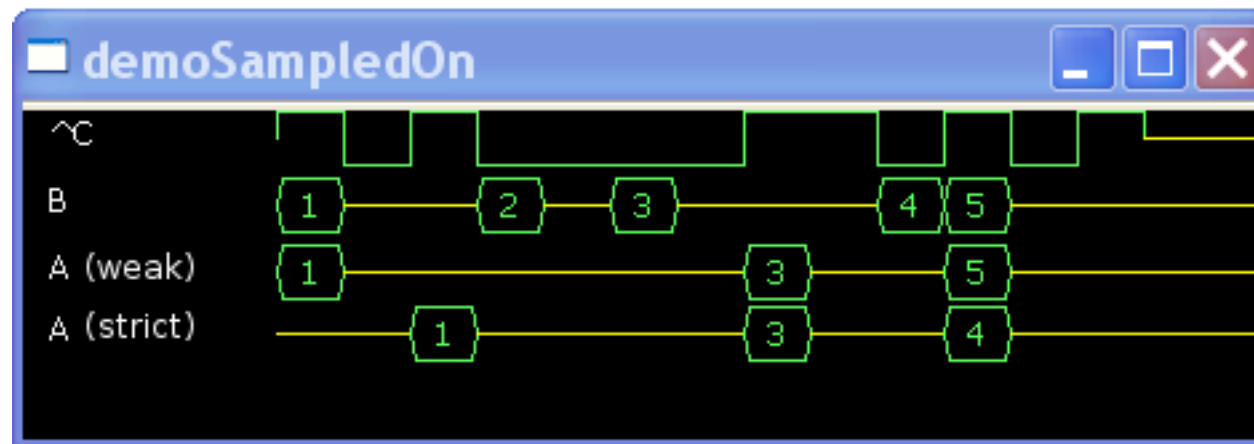 demoSampledOn
^C
B 1 2 3 4 5
A (weak) 1 3 5
A (strict) 1 3 4